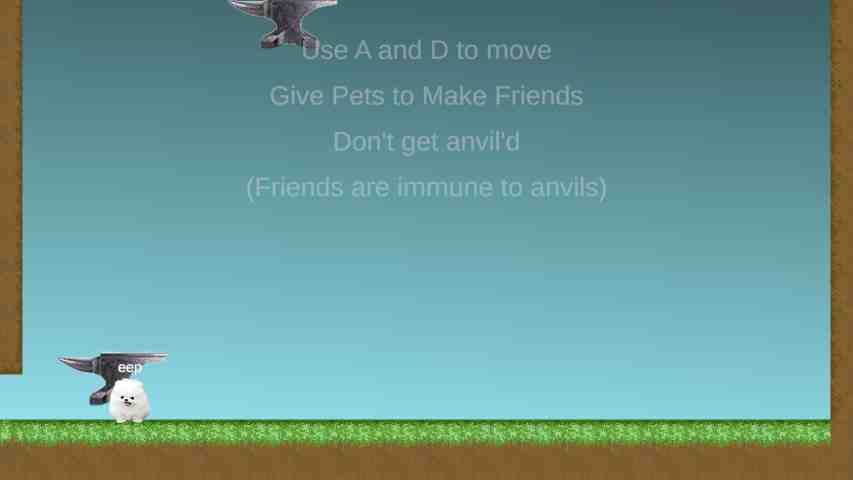 Use A and D to move
Give Pets to Make Friends
Don't get anvil'd
(Friends are immune to anvils)
eep